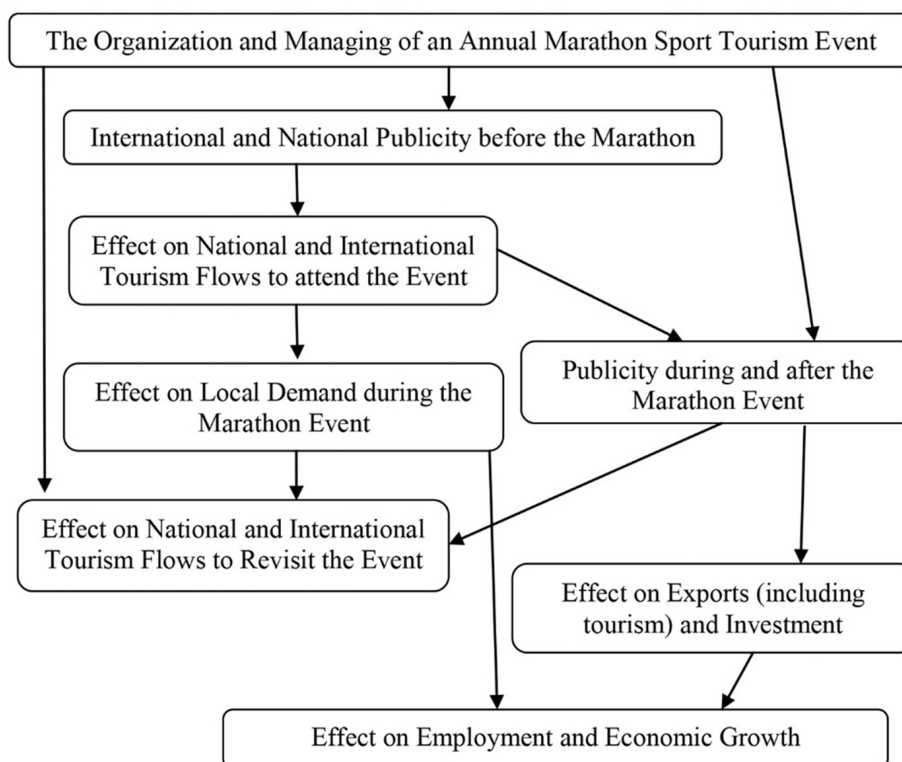 The Organization and Managing of an Annual Marathon Sport Tourism Event
International and National Publicity before the Marathon
Effect on National and International
Tourism Flows to attend the Event
Publicity during and after the
Marathon Event
Effect on Local Demand during the
Marathon Event
Effect on National and International
Tourism Flows to Revisit the Event
Effect on Exports (including
tourism) and Investment
Effect on Employment and Economic Growth